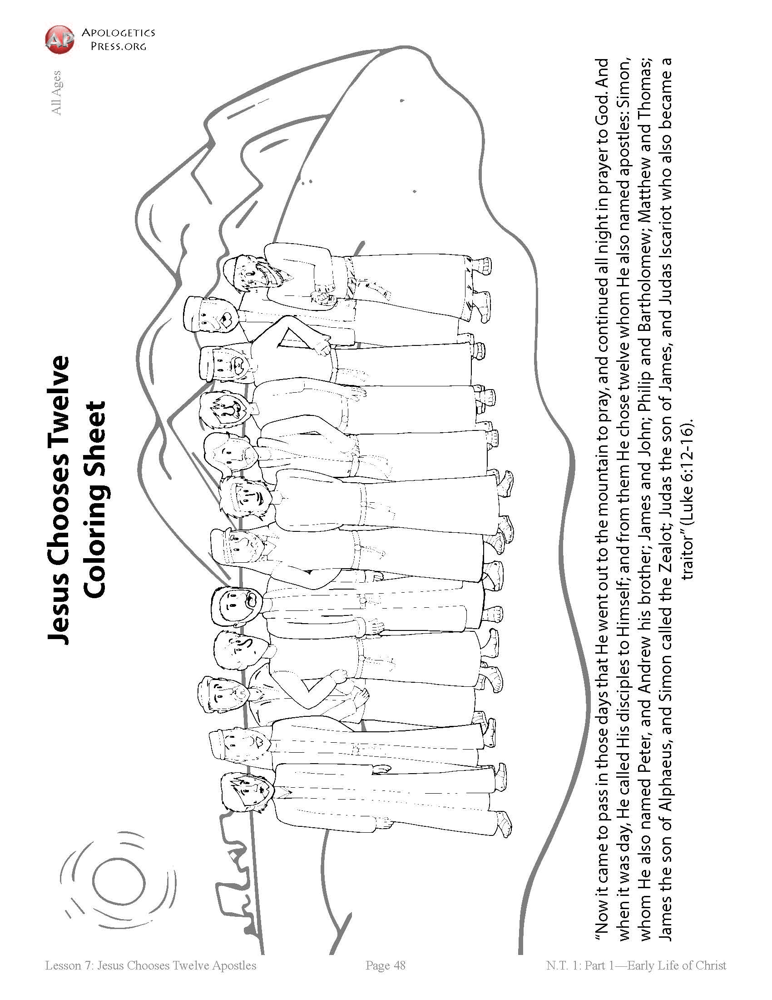 APOLOGETICS
PRESS.ORG
AP
All Ages
Jesus Chooses Twelve
Coloring Sheet
“Now it came to pass in those days that He went out to the mountain to pray, and continued all night in prayer to God. And
when it was day, He called His disciples to Himself; and from them He chose twelve whom He also named apostles: Simon,
whom He also named Peter, and Andrew his brother; James and John; Philip and Bartholomew; Matthew and Thomas;
James the son of Alphaeus, and Simon called the Zealot; Judas the son of James, and Judas Iscariot who also became a
traitor” (Luke 6:12-16).
Lesson 7: Jesus Chooses Twelve Apostles
Page 48
N.T. 1: Part 1—Early Life of Christ